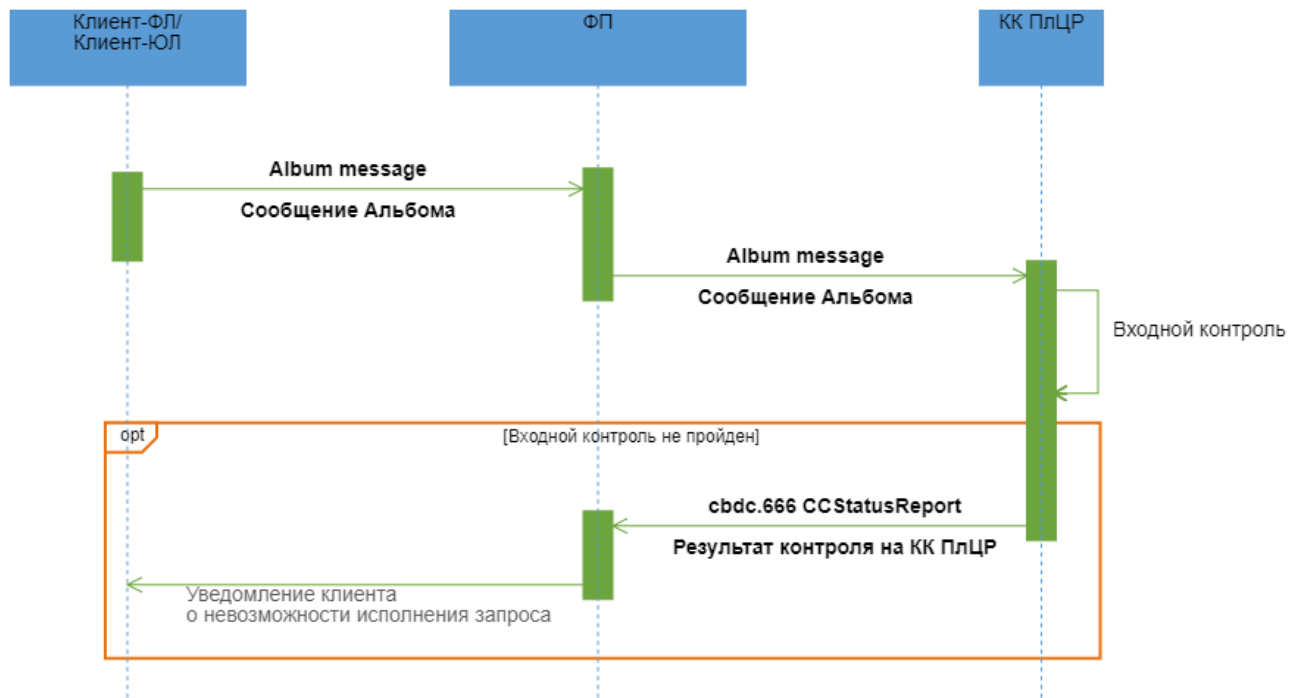 Клиент-ФЛ/
Клиент-ЮЛ
ФП
КК ПлЦР
Album message
Сообщение Альбома
Album message
Сообщение Альбома
Входной контроль
opt
[Входной контроль не пройден]
cbdc.666 CCStatusReport
Результат контроля на КК ПлЦР
Уведомление клиента
о невозможности исполнения запроса